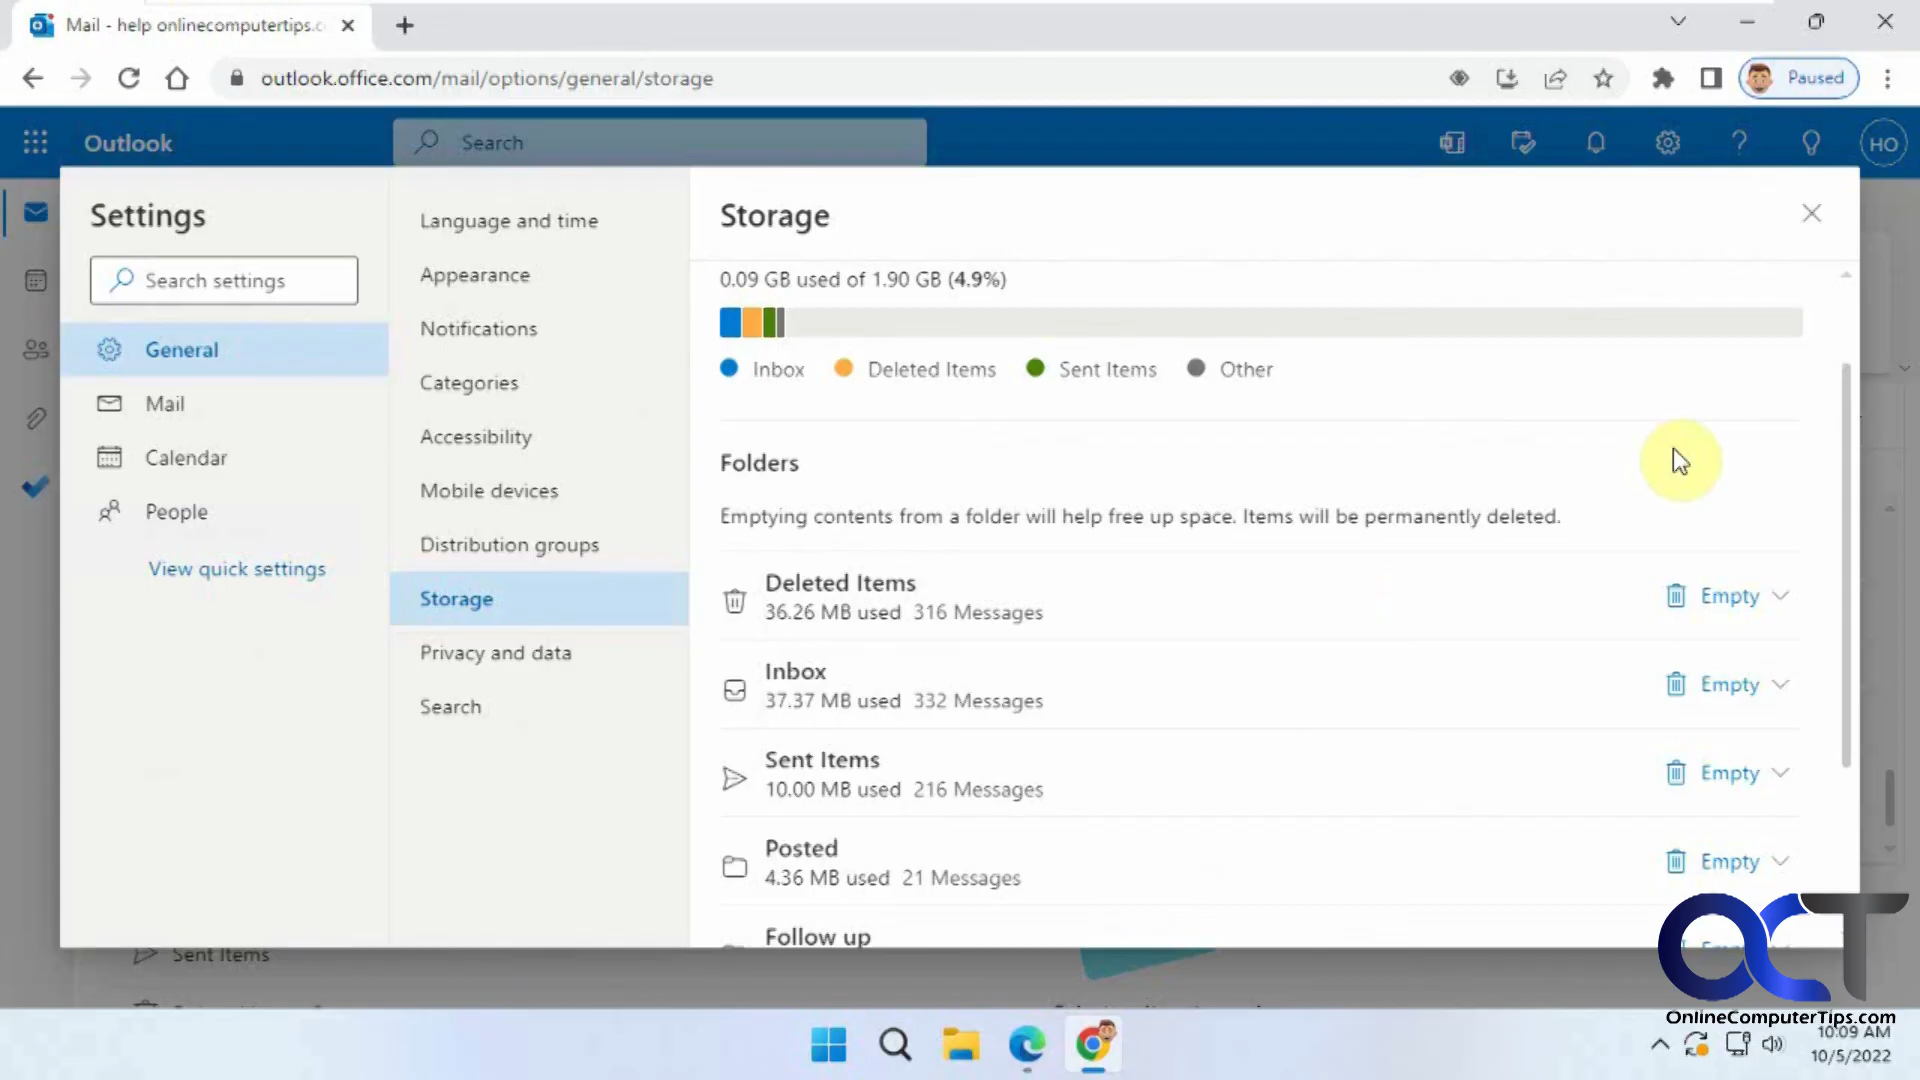 Mail - help onlinecomputertips.c
outlook.office.com/mail/options/general/storage
Paused
Outlook
Search
HO
Settings
Search settings
General
Mail
Calendar
People
View quick settings
Language and time
Appearance
Notifications
Categories
Accessibility
Mobile devices
Distribution groups
Storage
Privacy and data
Search
Storage
0.09 GB used of 1.90 GB (4.9%)
Inbox Deleted Items Sent Items Other
Folders
Emptying contents from a folder will help free up space. Items will be permanently deleted.
Deleted Items
36.26 MB used 316 Messages
Empty
Inbox
37.37 MB used 332 Messages
Empty
Sent Items
10.00 MB used 216 Messages
Empty
Posted
4.36 MB used 21 Messages
Empty
Follow up
Sent Items
OCT
OnlineComputerTips.com
10:09 AM
10/5/2022